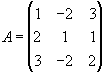 A = ( 1 -2 3
2 1 1
3 -2 2 )